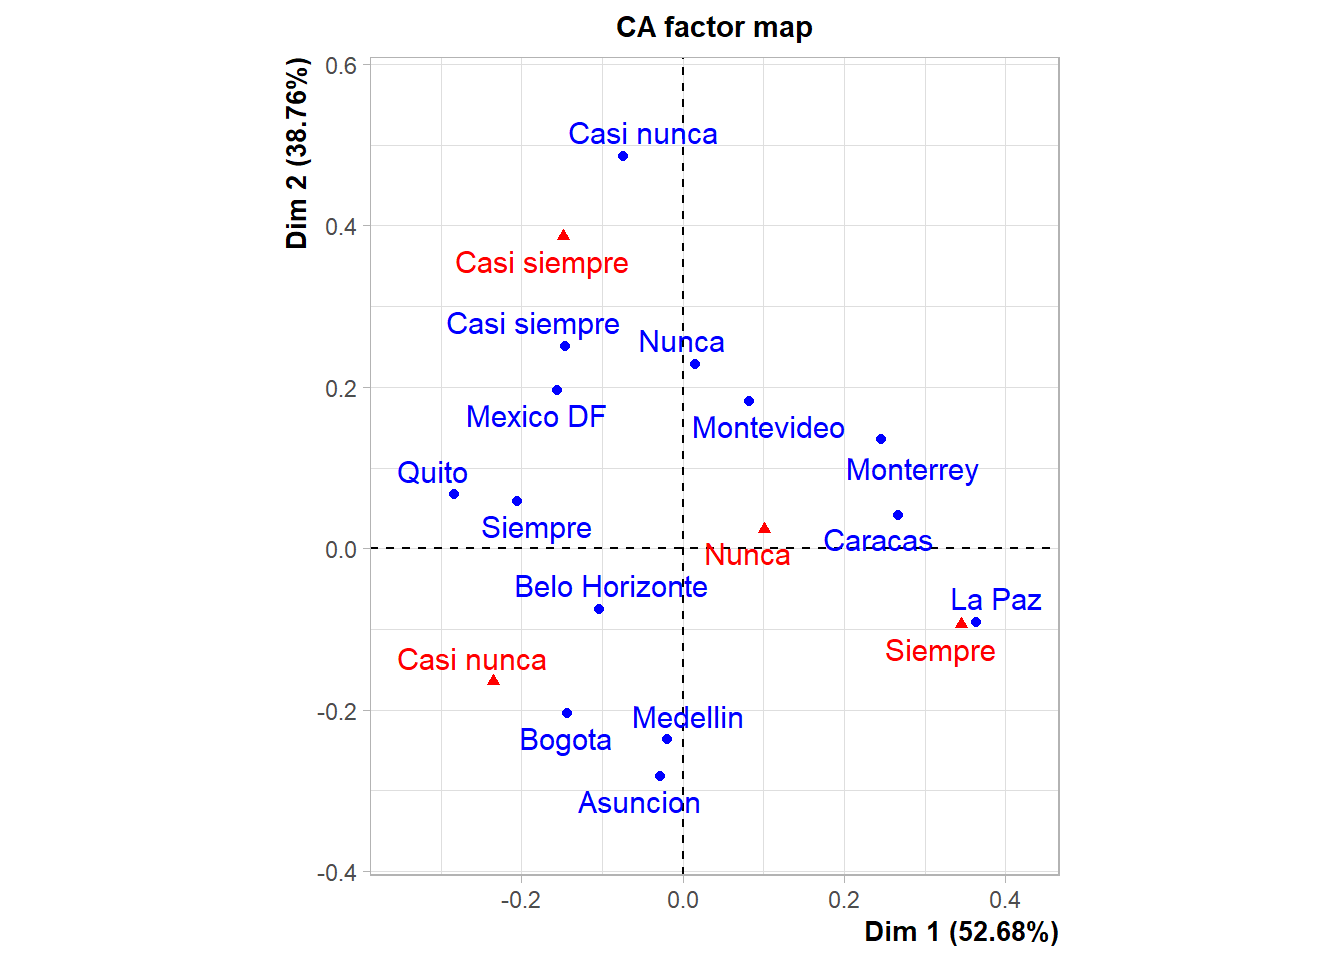 CA factor map
Dim 2 (38.76%)
0.6
0.4
0.2
0.0
-0.2
-0.4
Casi nunca
Casi siempre
Casi siempre
Nunca
Mexico DF
Montevideo
Monterrey
Quito
Siempre
Caracas
Nunca
Belo Horizonte
La Paz
Siempre
Casi nunca
Medellin
Bogota
Asuncion
-0.2
0.0
0.2
0.4
Dim 1 (52.68%)